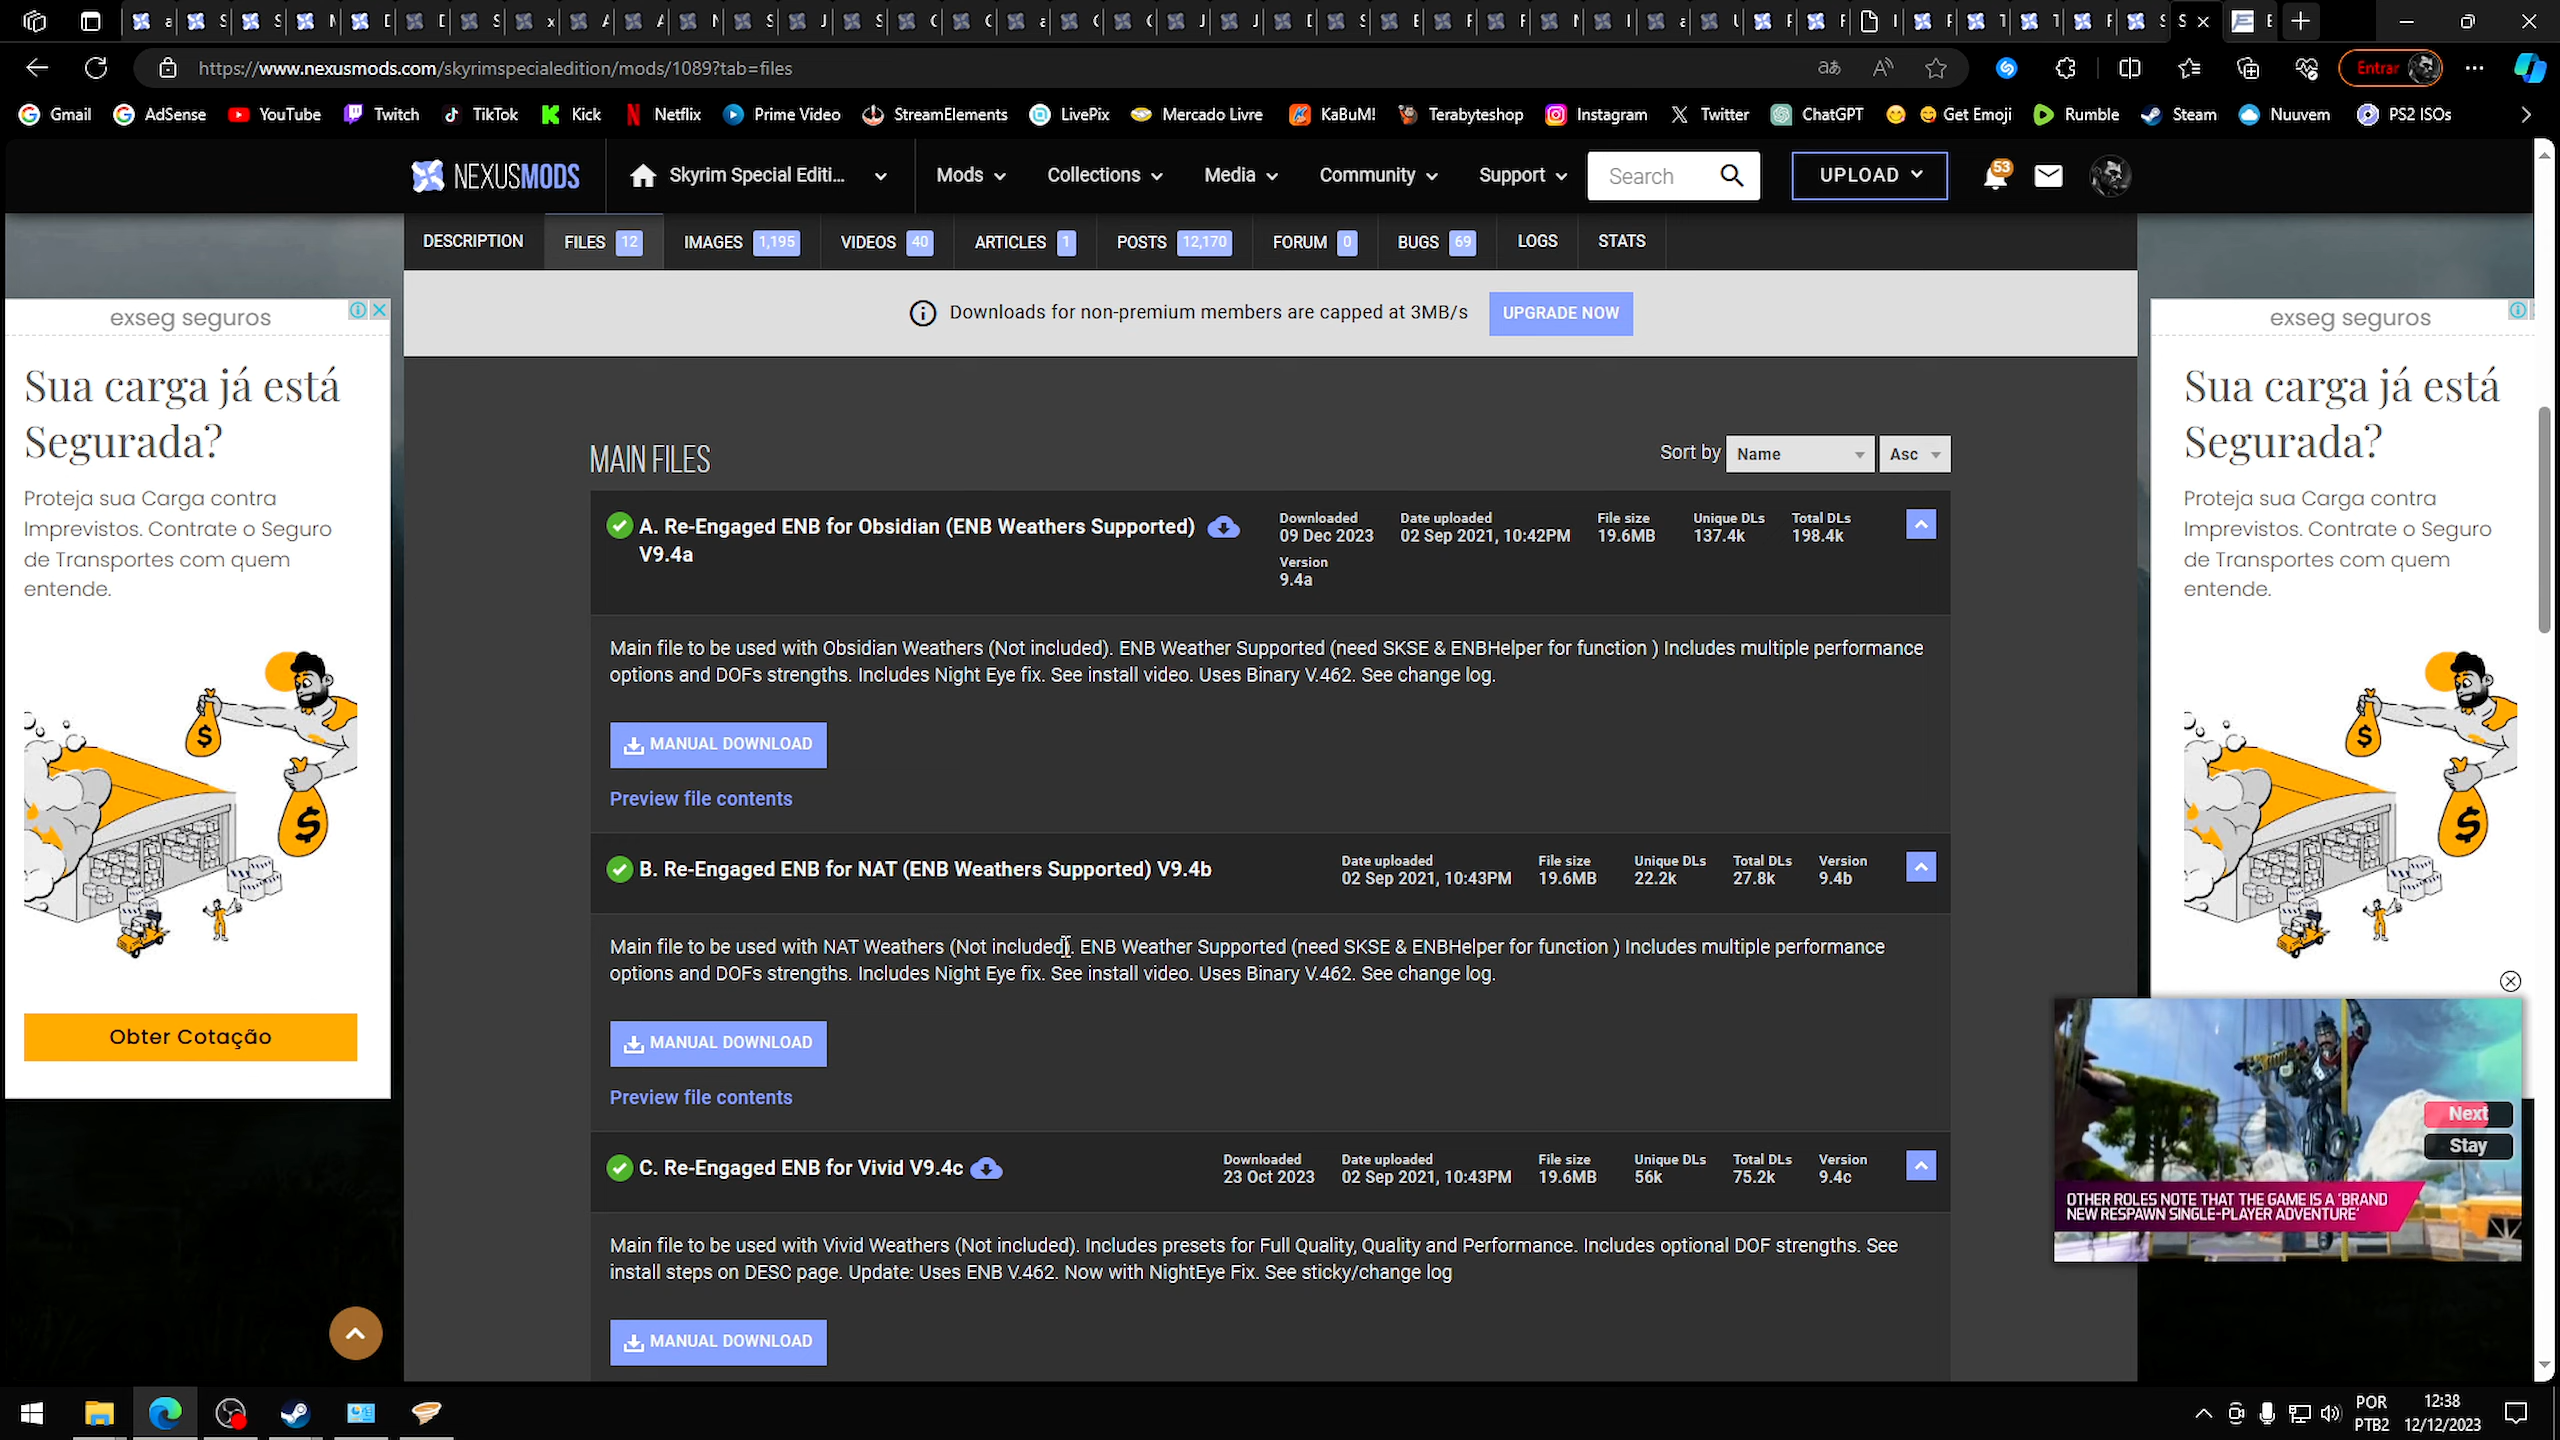 https://www.nexusmods.com/skyrimspecialedition/mods/1089?tab=files
Entrar
Gmail
AdSense
YouTube
Twitch
TikTok
Kick
Netflix
Prime Video
StreamElements
LivePix
Mercado Livre
KaBuM!
Terabyteshop
Instagram
Twitter
ChatGPT
Get Emoji
Rumble
Steam
Nuuvem
PS2 ISOs
NEXUSMODS
Skyrim Special Editi...
Mods
Collections
Media
Community
Support
Search
UPLOAD
53
DESCRIPTION
FILES 12
IMAGES 1,195
VIDEOS 40
ARTICLES 1
POSTS 12,170
FORUM 0
BUGS 69
LOGS
STATS
Downloads for non-premium members are capped at 3MB/s
UPGRADE NOW
exseg seguros
Sua carga já está
Segurada?
Proteja sua Carga contra
Imprevistos. Contrate o Seguro
de Transportes com quem
entende.
Obter Cotação
MAIN FILES
Sort by Name Asc
A. Re-Engaged ENB for Obsidian (ENB Weathers Supported)
V9.4a
Downloaded
09 Dec 2023
Date uploaded
02 Sep 2021, 10:42PM
File size
19.6MB
Unique DLs
137.4k
Total DLs
198.4k
Version
9.4a
Main file to be used with Obsidian Weathers (Not included). ENB Weather Supported (need SKSE & ENBHelper for function ) Includes multiple performance
options and DOFs strengths. Includes Night Eye fix. See install video. Uses Binary V.462. See change log.
MANUAL DOWNLOAD
Preview file contents
B. Re-Engaged ENB for NAT (ENB Weathers Supported) V9.4b
Date uploaded
02 Sep 2021, 10:43PM
File size
19.6MB
Unique DLs
22.2k
Total DLs
27.8k
Version
9.4b
Main file to be used with NAT Weathers (Not included). ENB Weather Supported (need SKSE & ENBHelper for function ) Includes multiple performance
options and DOFs strengths. Includes Night Eye fix. See install video. Uses Binary V.462. See change log.
MANUAL DOWNLOAD
Preview file contents
C. Re-Engaged ENB for Vivid V9.4c
Downloaded
23 Oct 2023
Date uploaded
02 Sep 2021, 10:43PM
File size
19.6MB
Unique DLs
56k
Total DLs
75.2k
Version
9.4c
Main file to be used with Vivid Weathers (Not included). Includes presets for Full Quality, Quality and Performance. Includes optional DOF strengths. See
install steps on DESC page. Update: Uses ENB V.462. Now with NightEye Fix. See sticky/change log
MANUAL DOWNLOAD
exseg seguros
Sua carga já está
Segurada?
Proteja sua Carga contra
Imprevistos. Contrate o Seguro
de Transportes com quem
entende.
Next
Stay
OTHER ROLES NOTE THAT THE GAME IS A 'BRAND
NEW RESPAWN SINGLE-PLAYER ADVENTURE'
POR
PTB2
12:38
12/12/2023